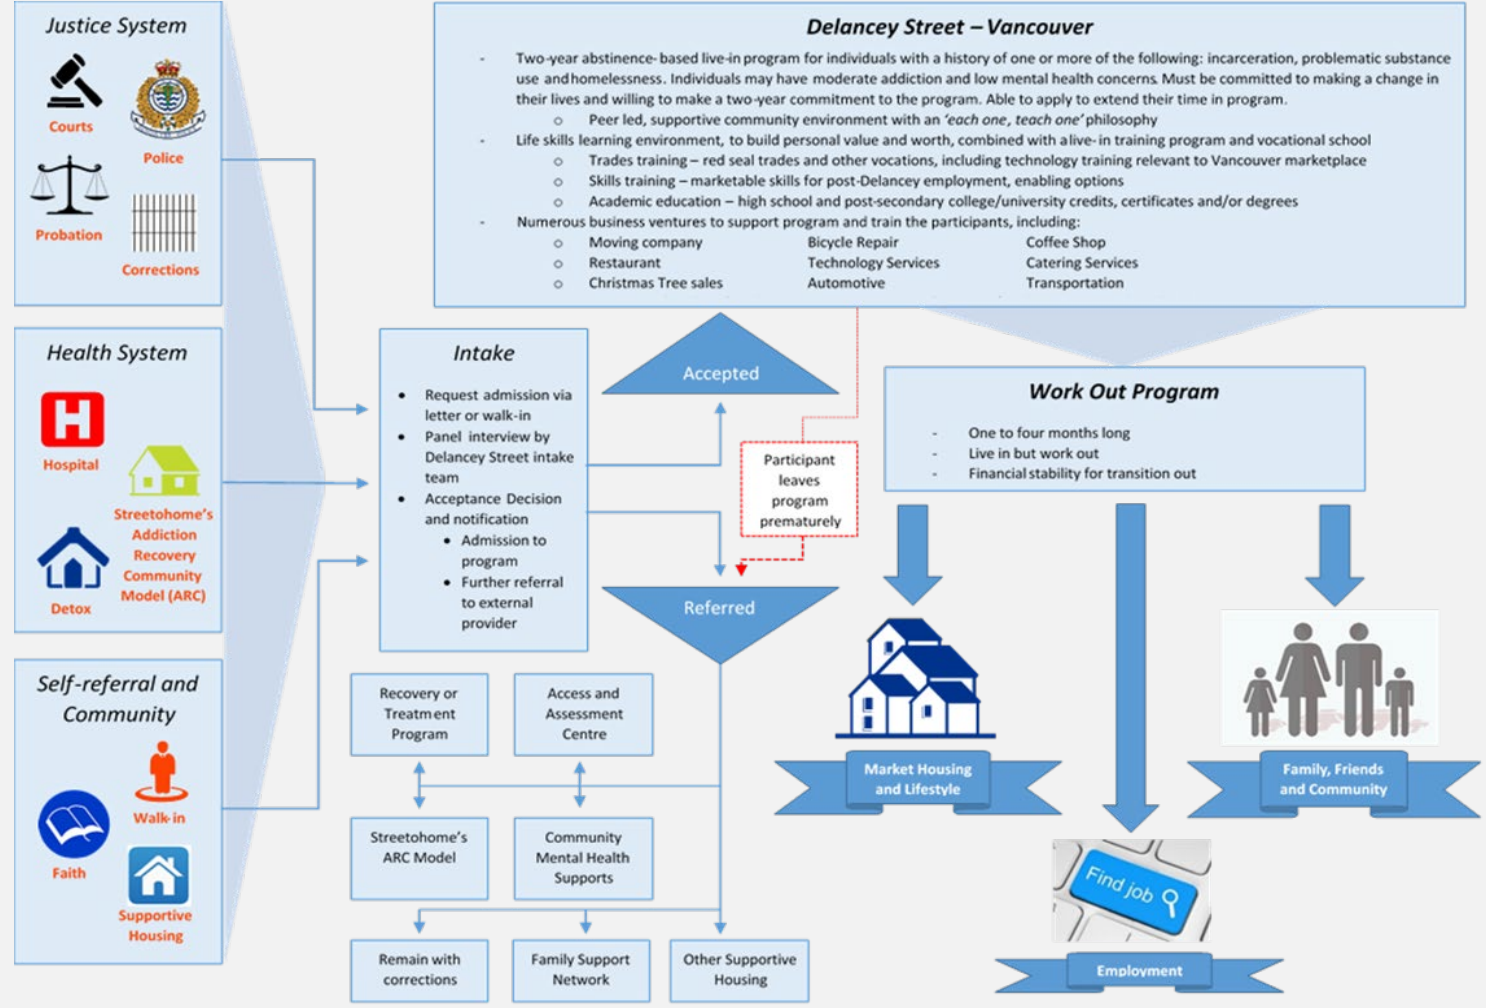 Justice System
Courts
Police
Probation
Corrections
Health System
Hospital
Streetohome's
Addiction
Recovery
Community
Model (ARC)
Detox
Self-referral and
Community
Walk-in
Faith
Supportive
Housing
Delancey Street – Vancouver
- Two-year abstinence-based live-in program for individuals with a history of one or more of the following: incarceration, problematic substance
use and homelessness. Individuals may have moderate addiction and low mental health concerns. Must be committed to making a change in
their lives and willing to make a two-year commitment to the program. Able to apply to extend their time in program.
o Peer led, supportive community environment with an 'each one, teach one' philosophy
- Life skills learning environment, to build personal value and worth, combined with a live-in training program and vocational school
o Trades training – red seal trades and other vocations, including technology training relevant to Vancouver marketplace
o Skills training – marketable skills for post-Delancey employment, enabling options
o Academic education – high school and post-secondary college/university credits, certificates and/or degrees
- Numerous business ventures to support program and train the participants, including:
o Moving company Bicycle Repair Coffee Shop
o Restaurant Technology Services Catering Services
o Christmas Tree sales Automotive Transportation
Intake
• Request admission via
letter or walk-in
• Panel interview by
Delancey Street intake
team
• Acceptance Decision
and notification
• Admission to
program
• Further referral
to external
provider
Accepted
Participant
leaves
program
prematurely
Referred
Work Out Program
- One to four months long
- Live in but work out
- Financial stability for transition out
Recovery or
Treatment
Program
Access and
Assessment
Centre
Streetohome's
ARC Model
Community
Mental Health
Supports
Remain with
corrections
Family Support
Network
Other Supportive
Housing
Market Housing
and Lifestyle
Find job
Employment
Family, Friends
and Community